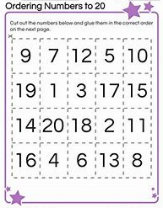 Ordering Numbers to 20
Cut out the numbers below and glue them in the correct order
on the next page.
9 7 12 5 10
19 1 3 17 15
14 20 18 2 11
16 4 6 13 8